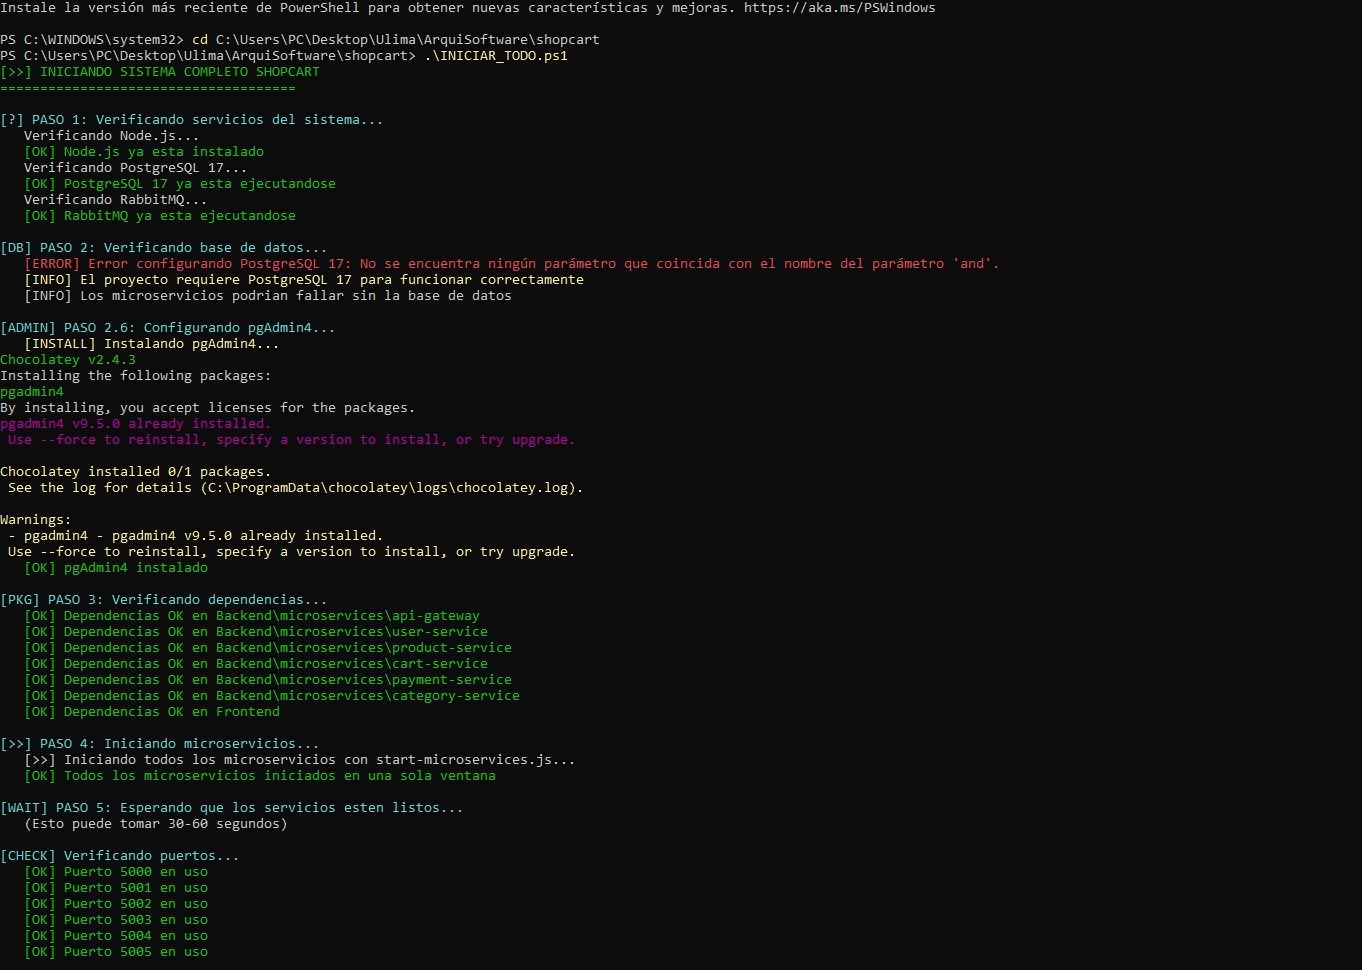 Instale la versión más reciente de PowerShell para obtener nuevas características y mejoras. https://aka.ms/PSWindows
PS C:\WINDOWS\system32> cd C:\Users\PC\Desktop\Ulima\ArquiSoftware\shopcart
PS C:\Users\PC\Desktop\Ulima\ArquiSoftware\shopcart> .\INICIAR_TODO.ps1
[>>] INICIANDO SISTEMA COMPLETO SHOPCART
=====================================
[?] PASO 1: Verificando servicios del sistema...
Verificando Node.js...
[OK] Node.js ya esta instalado
Verificando PostgreSQL 17...
[OK] PostgreSQL 17 ya esta ejecutandose
Verificando RabbitMQ...
[OK] RabbitMQ ya esta ejecutandose
[DB] PASO 2: Verificando base de datos...
[ERROR] Error configurando PostgreSQL 17: No se encuentra ningún parámetro que coincida con el nombre del parámetro 'and'.
[INFO] El proyecto requiere PostgreSQL 17 para funcionar correctamente
[INFO] Los microservicios podrian fallar sin la base de datos
[ADMIN] PASO 2.6: Configurando pgAdmin4...
[INSTALL] Instalando pgAdmin4...
Chocolatey v2.4.3
Installing the following packages:
pgadmin4
By installing, you accept licenses for the packages.
pgadmin4 v9.5.0 already installed.
Use --force to reinstall, specify a version to install, or try upgrade.
Chocolatey installed 0/1 packages.
See the log for details (C:\ProgramData\chocolatey\logs\chocolatey.log).
Warnings:
- pgadmin4 - pgadmin4 v9.5.0 already installed.
Use --force to reinstall, specify a version to install, or try upgrade.
[OK] pgAdmin4 instalado
[PKG] PASO 3: Verificando dependencias...
[OK] Dependencias OK en Backend\microservices\api-gateway
[OK] Dependencias OK en Backend\microservices\user-service
[OK] Dependencias OK en Backend\microservices\product-service
[OK] Dependencias OK en Backend\microservices\cart-service
[OK] Dependencias OK en Backend\microservices\payment-service
[OK] Dependencias OK en Backend\microservices\category-service
[OK] Dependencias OK en Frontend
[>>] PASO 4: Iniciando microservicios...
[>>] Iniciando todos los microservicios con start-microservices.js...
[OK] Todos los microservicios iniciados en una sola ventana
[WAIT] PASO 5: Esperando que los servicios esten listos...
(Esto puede tomar 30-60 segundos)
[CHECK] Verificando puertos...
[OK] Puerto 5000 en uso
[OK] Puerto 5001 en uso
[OK] Puerto 5002 en uso
[OK] Puerto 5003 en uso
[OK] Puerto 5004 en uso
[OK] Puerto 5005 en uso